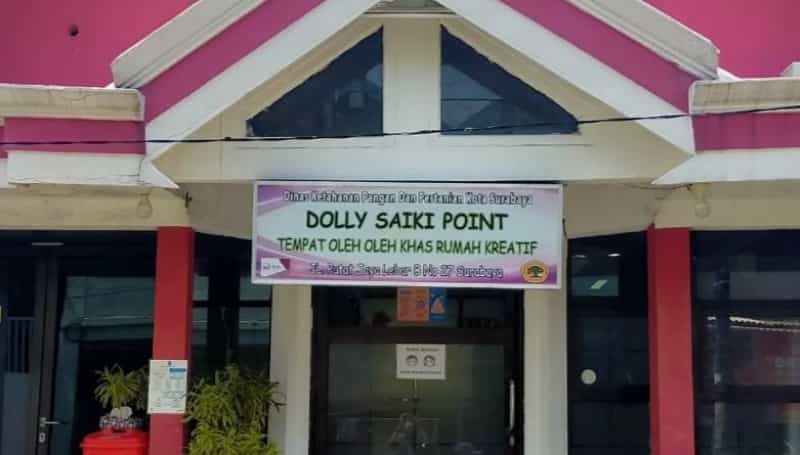 Dinas Ketahanan Pangan Dan Pertanian Kota Surabaya
DOLLY SAIKI POINT
TEMPAT OLEH OLEH KHAS RUMAH KREATIF
JL. Putat Jaya Lebar B No 27 Surabaya